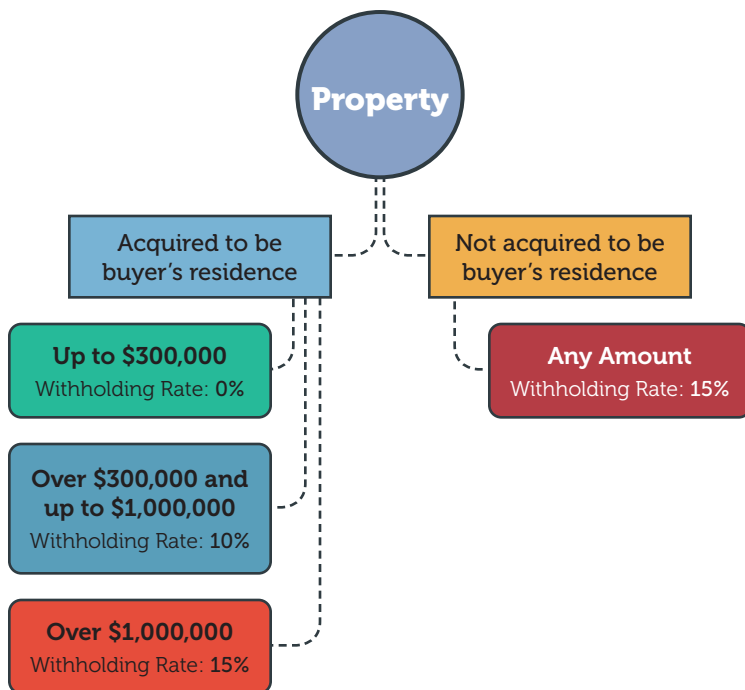 Property
Acquired to be
buyer’s residence
Not acquired to be
buyer’s residence
Up to $300,000
Withholding Rate: 0%
Any Amount
Withholding Rate: 15%
Over $300,000 and
up to $1,000,000
Withholding Rate: 10%
Over $1,000,000
Withholding Rate: 15%